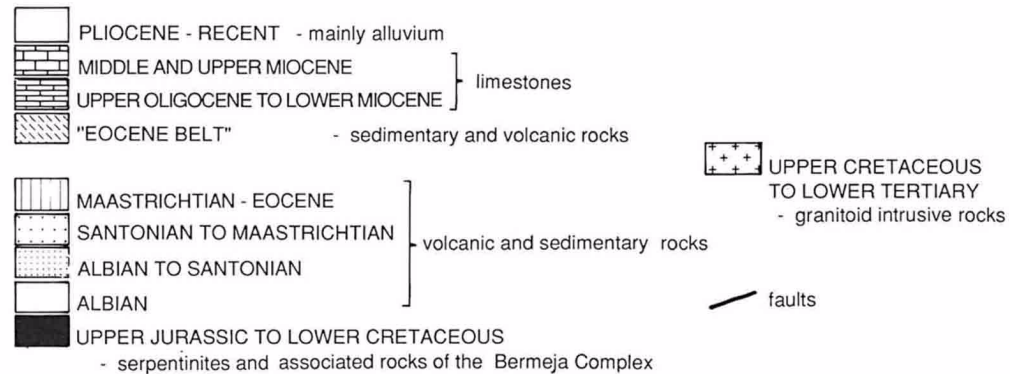 PLIOCENE - RECENT - mainly alluvium
MIDDLE AND UPPER MIOCENE
UPPER OLIGOCENE TO LOWER MIOCENE
limestones
"EOCENE BELT" - sedimentary and volcanic rocks
MAASTRICHTIAN - EOCENE
SANTONIAN TO MAASTRICHTIAN
ALBIAN TO SANTONIAN
ALBIAN
volcanic and sedimentary rocks
UPPER JURASSIC TO LOWER CRETACEOUS
- serpentinites and associated rocks of the Bermeja Complex
UPPER CRETACEOUS
TO LOWER TERTIARY
- granitoid intrusive rocks
faults